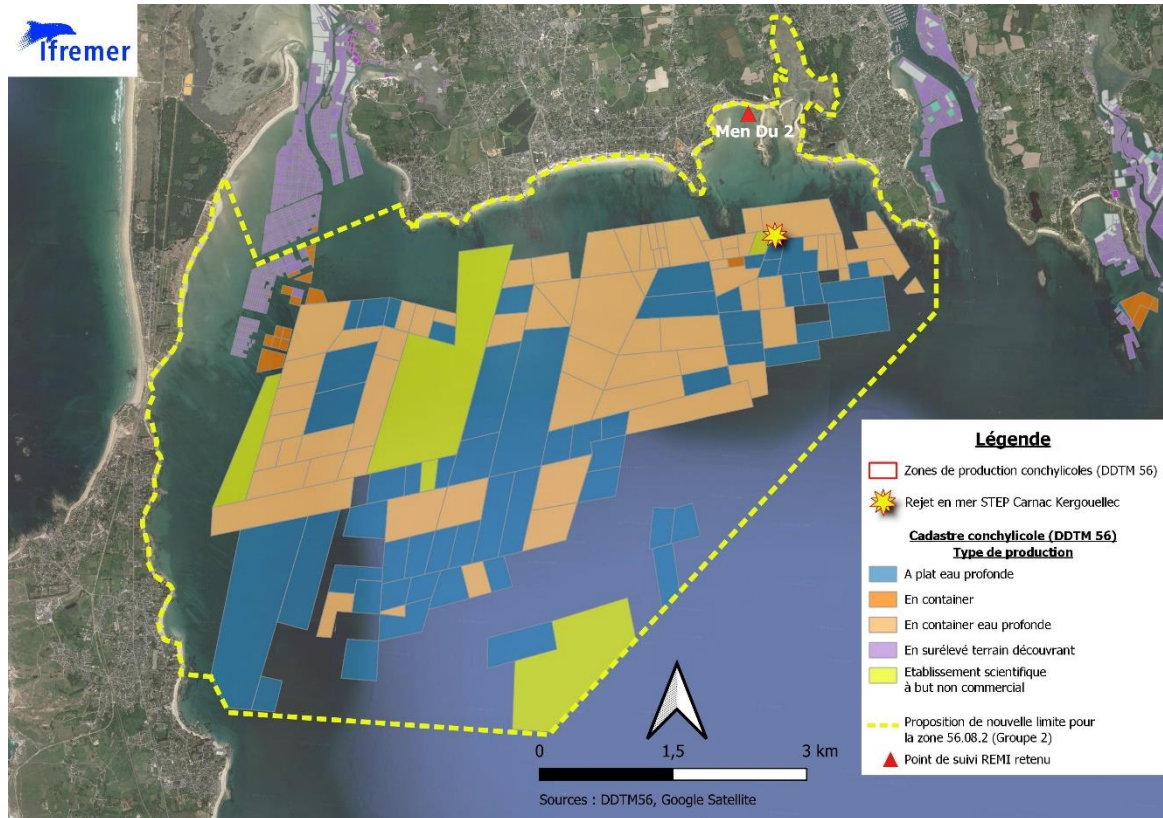 Ifremer
Men Du 2
Légende
Zones de production conchylicoles (DDTM 56)
Rejet en mer STEP Carnac Kergouellec
Cadastre conchylicole (DDTM 56)
Type de production
A plat eau profonde
En container
En container eau profonde
En surélevé terrain découvrant
Etablissement scientifique
à but non commercial
Proposition de nouvelle limite pour
la zone 56.08.2 (Groupe 2)
Point de suivi REMI retenu
0 1,5 3 km
Sources : DDTM56, Google Satellite